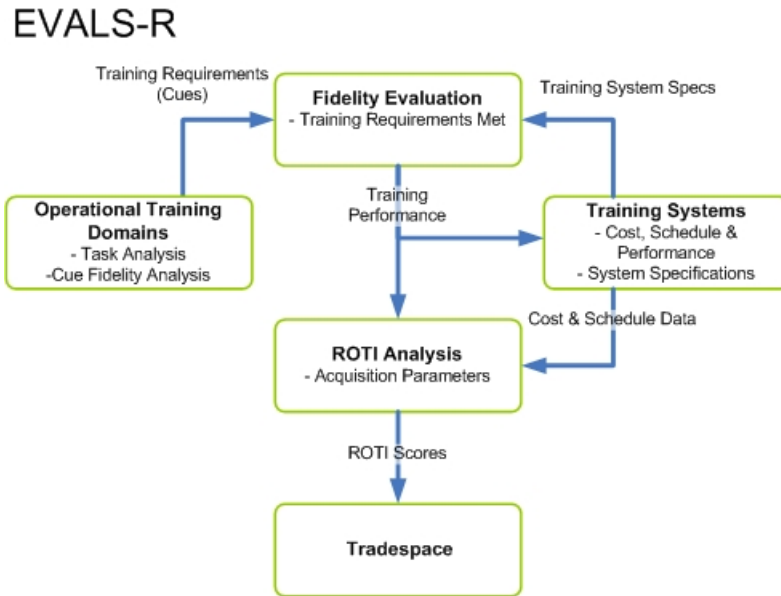 EVALS-R
Training Requirements
(Cues)
Fidelity Evaluation
- Training Requirements Met
Training System Specs
Operational Training
Domains
- Task Analysis
-Cue Fidelity Analysis
Training
Performance
Training Systems
- Cost, Schedule &
Performance
- System Specifications
Cost & Schedule Data
ROTI Analysis
- Acquisition Parameters
ROTI Scores
Tradespace